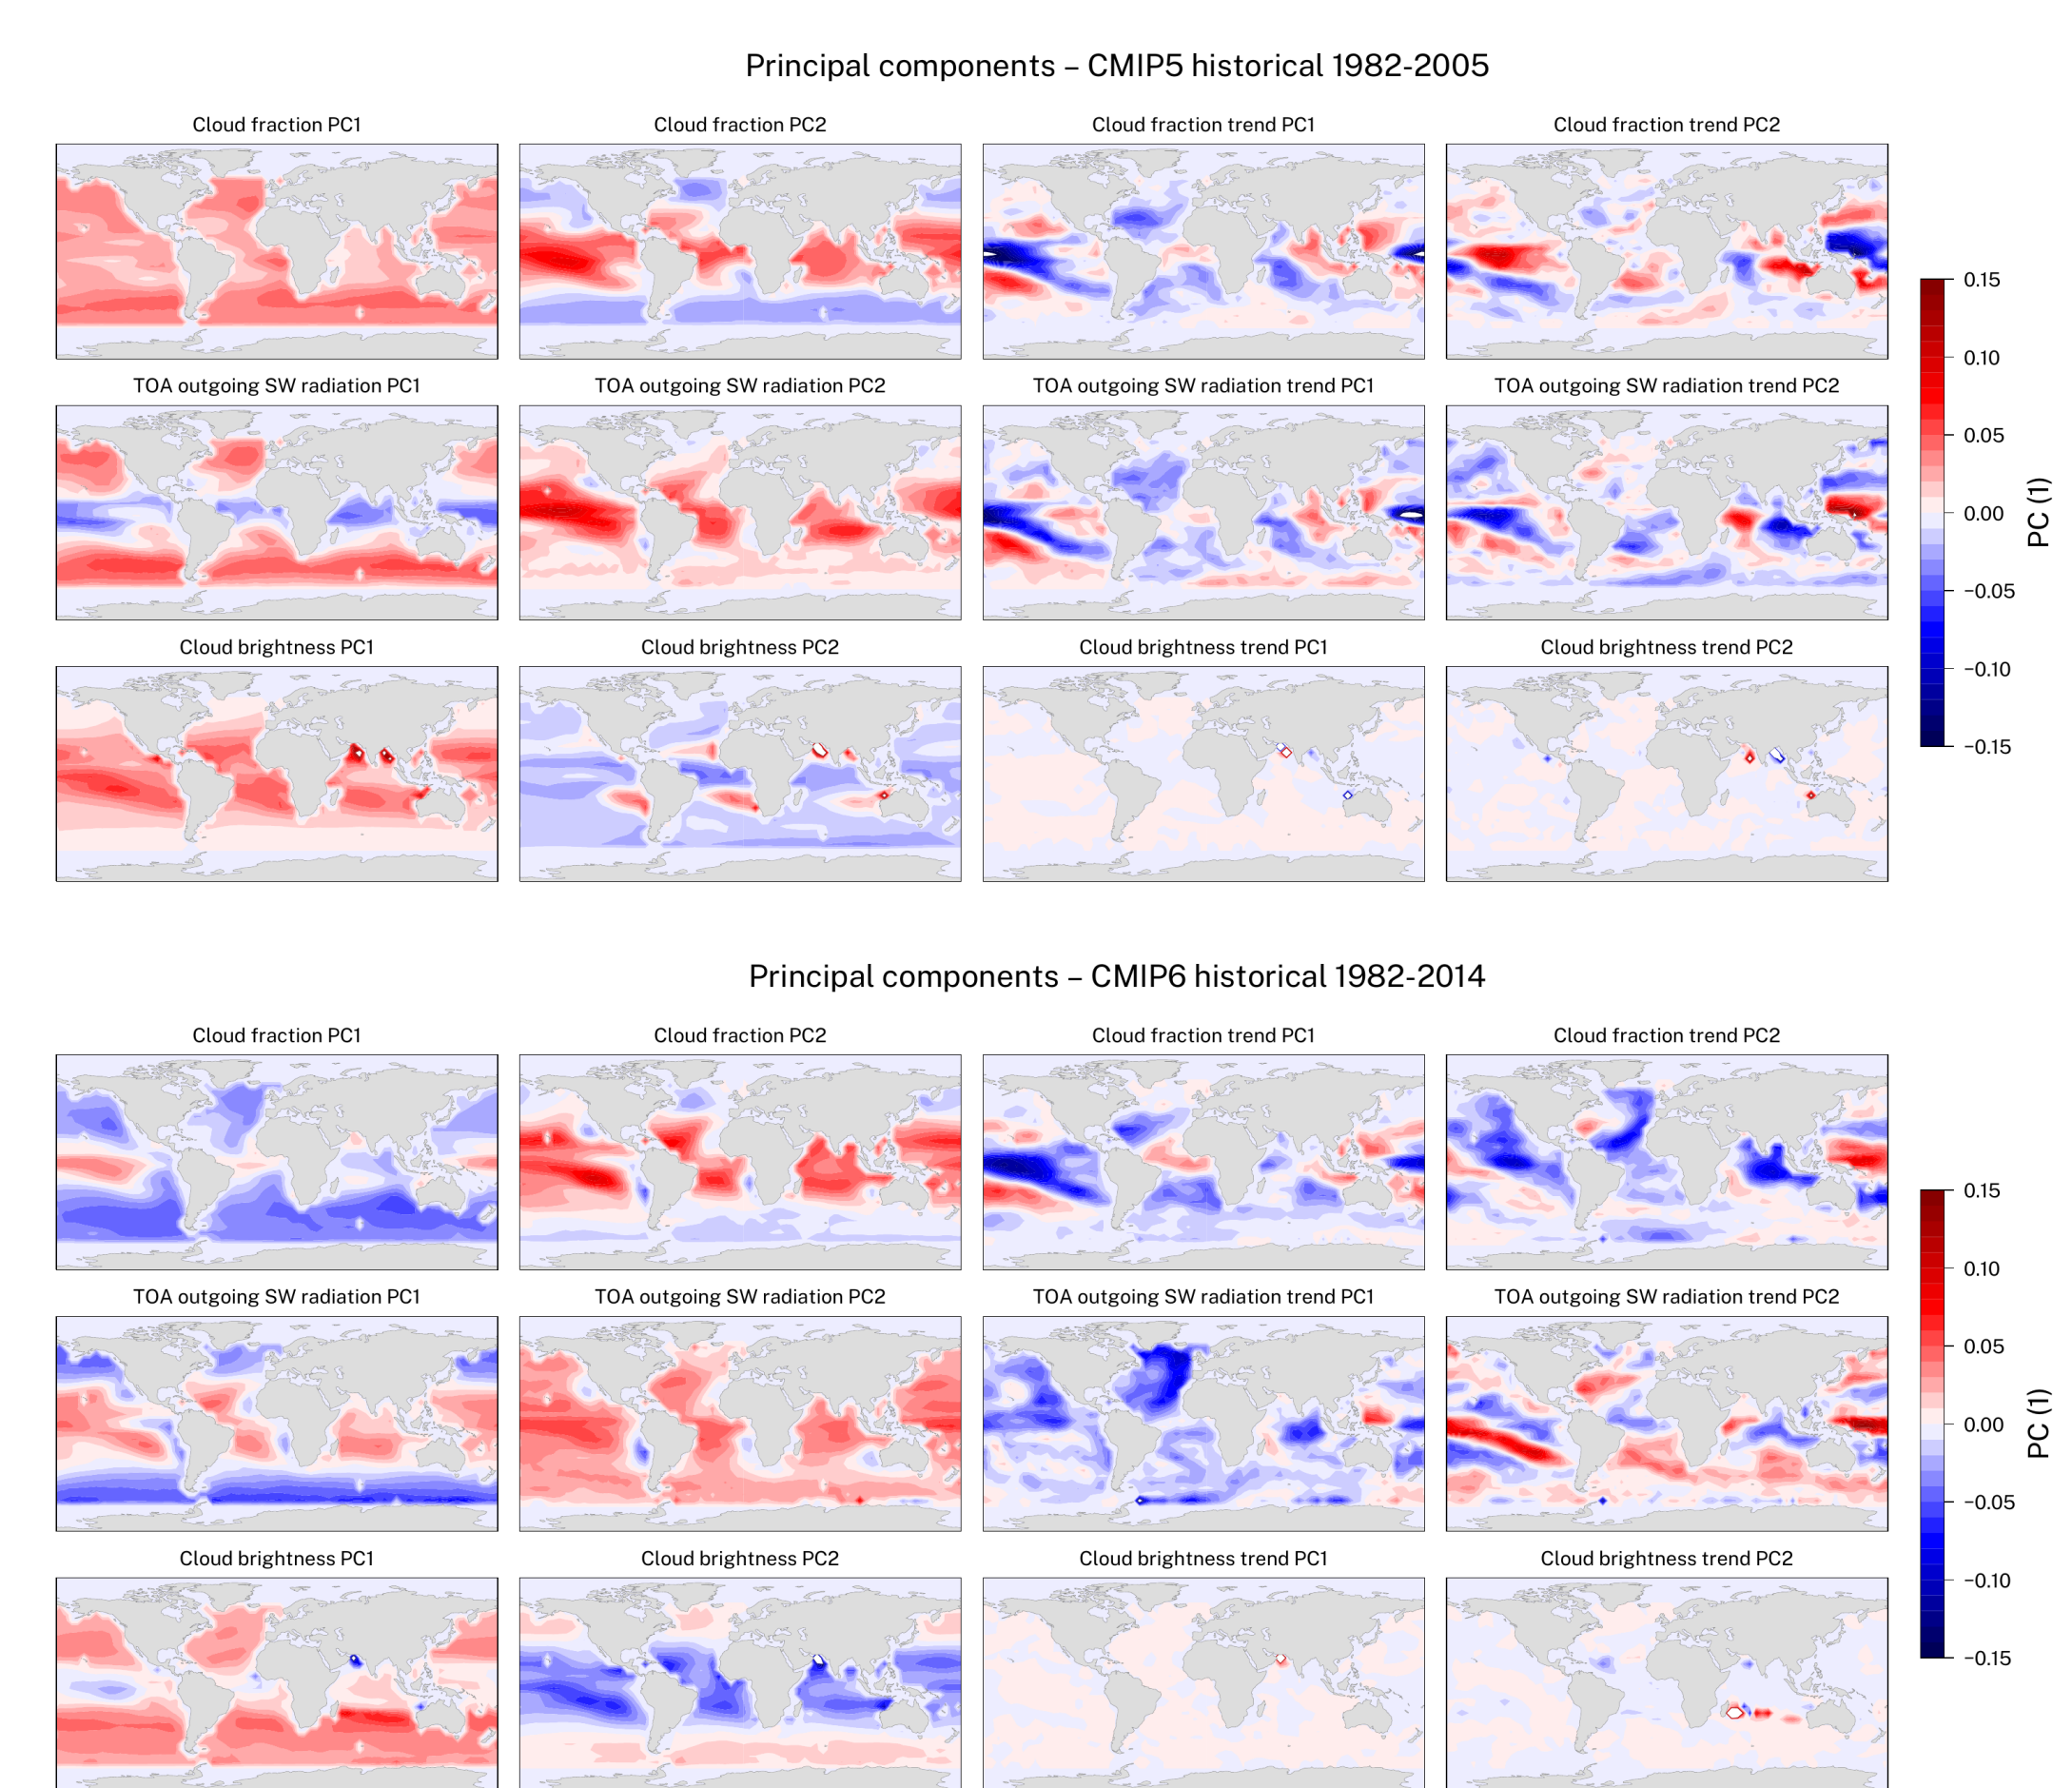 Principal components – CMIP5 historical 1982-2005
Cloud fraction PC1
Cloud fraction PC2
Cloud fraction trend PC1
Cloud fraction trend PC2
TOA outgoing SW radiation PC1
TOA outgoing SW radiation PC2
TOA outgoing SW radiation trend PC1
TOA outgoing SW radiation trend PC2
Cloud brightness PC1
Cloud brightness PC2
Cloud brightness trend PC1
Cloud brightness trend PC2
0.15
0.10
0.05
0.00
−0.05
−0.10
−0.15
PC (1)
Principal components – CMIP6 historical 1982-2014
Cloud fraction PC1
Cloud fraction PC2
Cloud fraction trend PC1
Cloud fraction trend PC2
TOA outgoing SW radiation PC1
TOA outgoing SW radiation PC2
TOA outgoing SW radiation trend PC1
TOA outgoing SW radiation trend PC2
Cloud brightness PC1
Cloud brightness PC2
Cloud brightness trend PC1
Cloud brightness trend PC2
0.15
0.10
0.05
0.00
−0.05
−0.10
−0.15
PC (1)